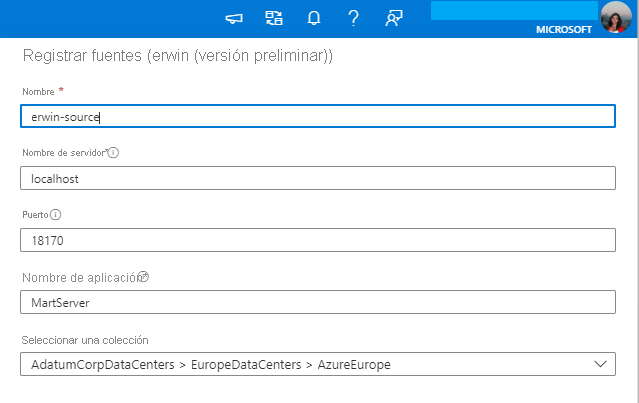 MICROSOFT
Registrar fuentes (erwin (versión preliminar))
Nombre *
erwin-source
Nombre de servidor*
localhost
Puerto
18170
Nombre de aplicación*
MartServer
Seleccionar una colección
AdatumCorpDataCenters > EuropeDataCenters > AzureEurope